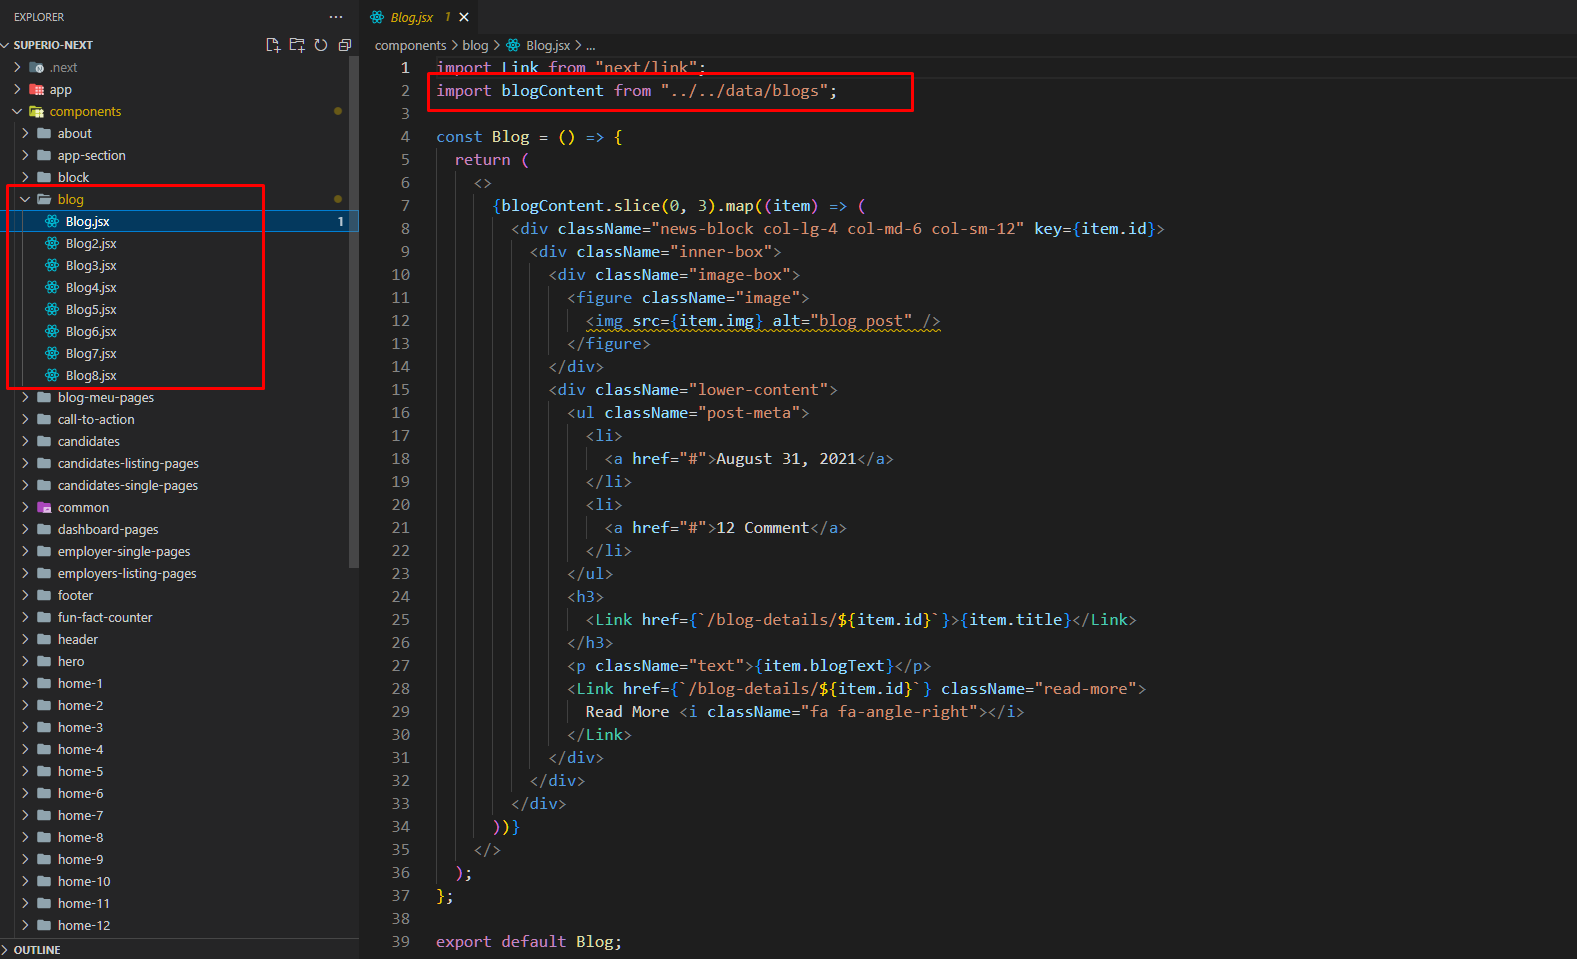 EXPLORER
SUPERIO-NEXT
.next
app
components
about
app-section
block
blog
Blog.jsx 1
Blog2.jsx
Blog3.jsx
Blog4.jsx
Blog5.jsx
Blog6.jsx
Blog7.jsx
Blog8.jsx
blog-meu-pages
call-to-action
candidates
candidates-listing-pages
candidates-single-pages
common
dashboard-pages
employer-single-pages
employers-listing-pages
footer
fun-fact-counter
header
hero
home-1
home-2
home-3
home-4
home-5
home-6
home-7
home-8
home-9
home-10
home-11
home-12
OUTLINE
Blog.jsx 1
components > blog > Blog.jsx > ...
1 import Link from "next/link";
2 import blogContent from "../../data/blogs";
3
4 const Blog = () => {
5 return (
6 <>
7 {blogContent.slice(0, 3).map((item) => (
8 <div className="news-block col-lg-4 col-md-6 col-sm-12" key={item.id}>
9 <div className="inner-box">
10 <div className="image-box">
11 <figure className="image">
12 <img src={item.img} alt="blog post" />
13 </figure>
14 </div>
15 <div className="lower-content">
16 <ul className="post-meta">
17 <li>
18 <a href="#">August 31, 2021</a>
19 </li>
20 <li>
21 <a href="#">12 Comment</a>
22 </li>
23 </ul>
24 <h3>
25 <Link href={`/blog-details/${item.id}`}>{item.title}</Link>
26 </h3>
27 <p className="text">{item.blogText}</p>
28 <Link href={`/blog-details/${item.id}`} className="read-more">
29 Read More <i className="fa fa-angle-right"></i>
30 </Link>
31 </div>
32 </div>
33 </div>
34 ))}
35 </>
36 );
37 };
38
39 export default Blog;